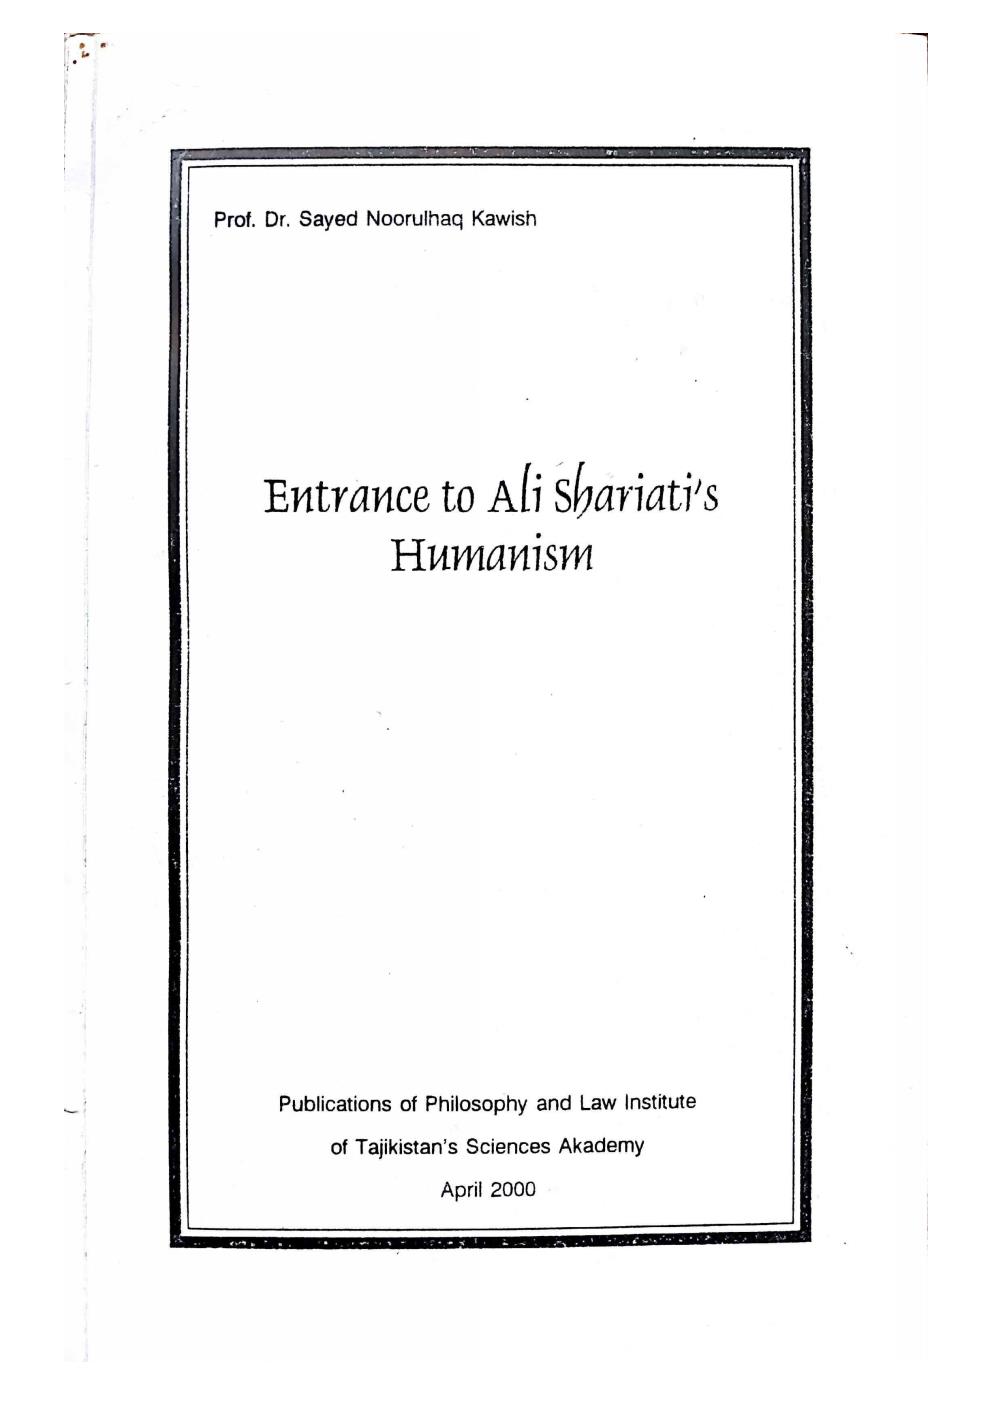 Prof. Dr. Sayed Noorulhaq Kawish
Entrance to Ali Shariati's
Humanism
Publications of Philosophy and Law Institute
of Tajikistan's Sciences Akademy
April 2000